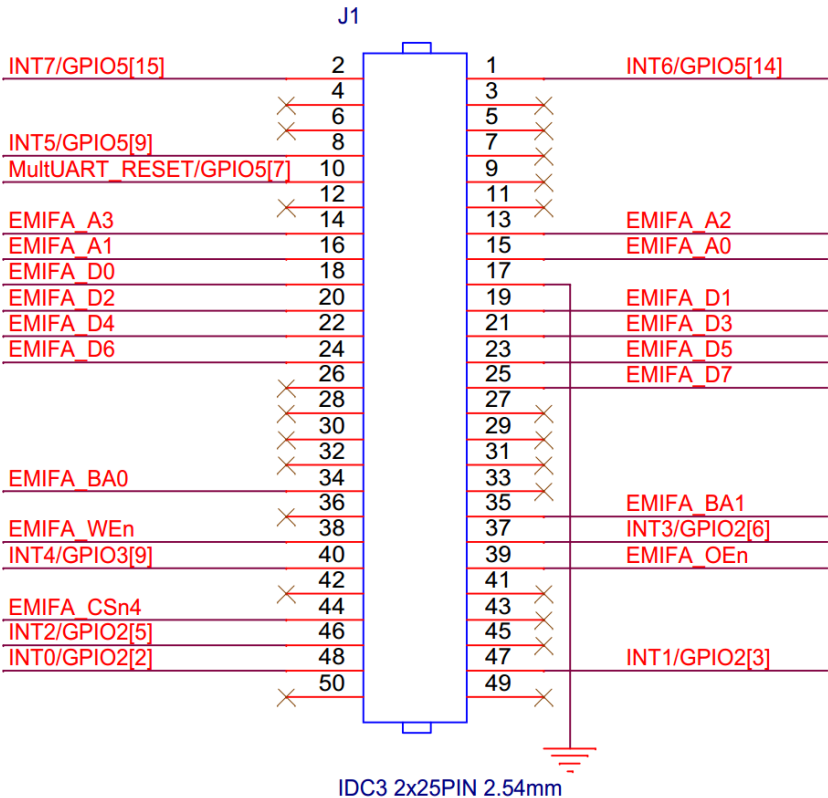 J1
INT7/GPIO5[15] 2 1 INT6/GPIO5[14]
4 3
6 5
INT5/GPIO5[9] 8 7
MultUART_RESET/GPIO5[7] 10 9
12 11
EMIFA_A3 14 13 EMIFA_A2
EMIFA_A1 16 15 EMIFA_A0
EMIFA_D0 18 17
EMIFA_D2 20 19 EMIFA_D1
EMIFA_D4 22 21 EMIFA_D3
EMIFA_D6 24 23 EMIFA_D5
26 25 EMIFA_D7
28 27
30 29
32 31
EMIFA_BA0 34 33
36 35 EMIFA_BA1
EMIFA_WEn 38 37 INT3/GPIO2[6]
INT4/GPIO3[9] 40 39 EMIFA_OEn
42 41
EMIFA_CSn4 44 43
INT2/GPIO2[5] 46 45
INT0/GPIO2[2] 48 47 INT1/GPIO2[3]
50 49
IDC3 2x25PIN 2.54mm